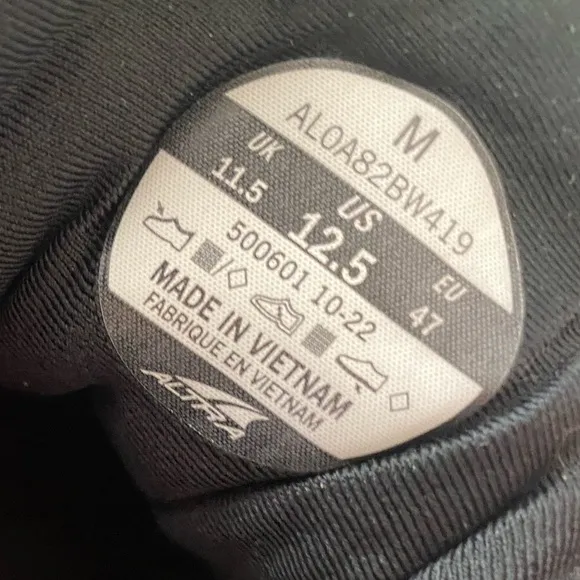 M
AL0A82BW419
UK US EU
11.5 12.5 47
500601 10-22
MADE IN VIETNAM
FABRIQUE EN VIETNAM
ALTRA